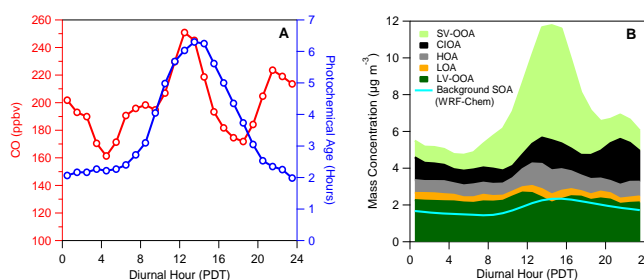 A
CO (ppbv)
260
240
220
200
180
160
140
120
100
7
6
5
4
3
2
1
0
Photochemical Age (Hours)
0 4 8 12 16 20 24
Diurnal Hour (PDT)
B
Mass Concentration (µg m-3)
12
10
8
6
4
2
0
SV-OOA
CIOA
HOA
LOA
LV-OOA
Background SOA
(WRF-Chem)
0 4 8 12 16 20 24
Diurnal Hour (PDT)